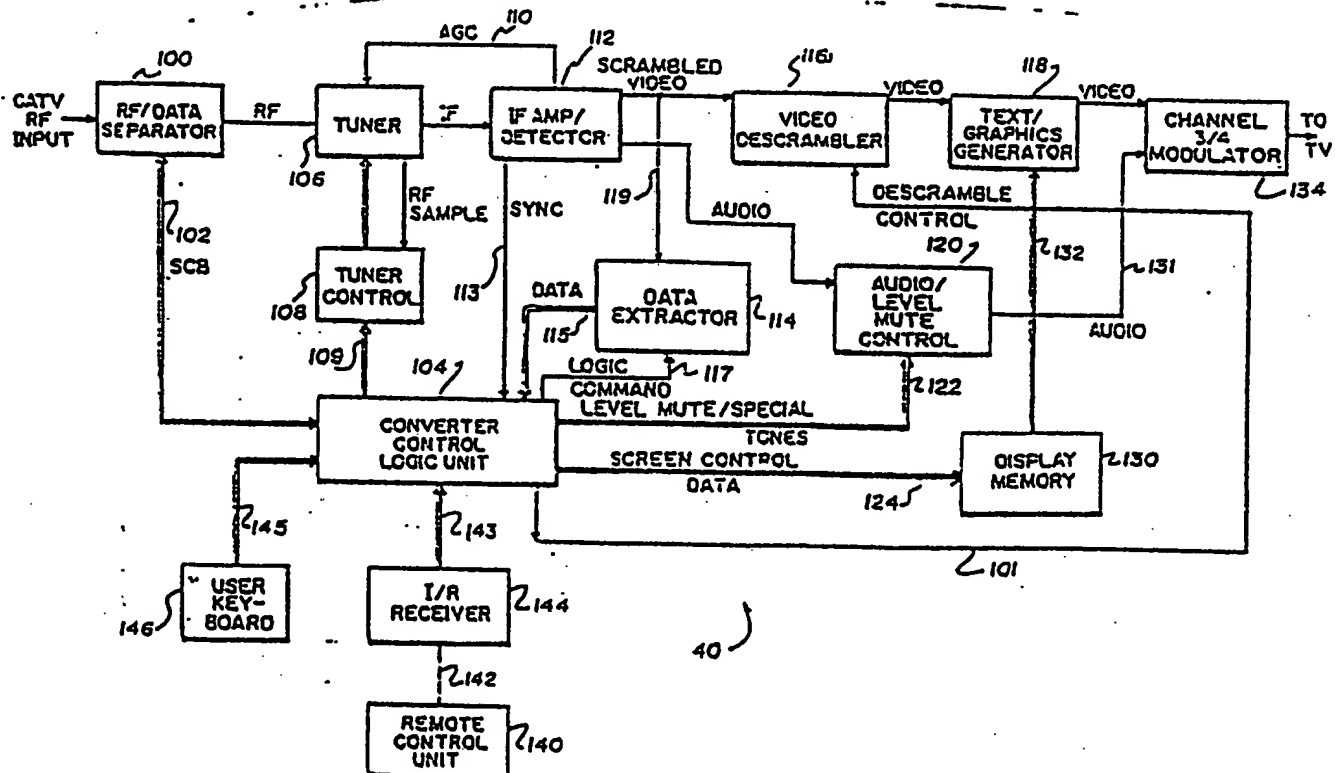 110
AGC
112
100
116
118
SCRAMBLED
VIDEO
VIDEO
VIDEO
CATV
RF
INPUT
RF/DATA
SEPARATOR
RF
TUNER
IF
IF AMP/
DETECTOR
VIDEO
DESCRAMBLER
TEXT/
GRAPHICS
GENERATOR
CHANNEL
3/4
MODULATOR
TO
TV
106
134
RF
SAMPLE
SYNC
119
AUDIO
DESCRAMBLE
CONTROL
102
SCB
113
120
132
131
108
TUNER
CONTROL
DATA
115
DATA
EXTRACTOR
114
AUDIO/
LEVEL
MUTE
CONTROL
AUDIO
109
104
LOGIC
COMMAND
117
122
LEVEL MUTE/SPECIAL
TONES
CONVERTER
CONTROL
LOGIC UNIT
SCREEN CONTROL
DATA
124
DISPLAY
MEMORY
130
145
143
101
146
USER
KEY-
BOARD
I/R
RECEIVER
144
40
142
REMOTE
CONTROL
UNIT
140